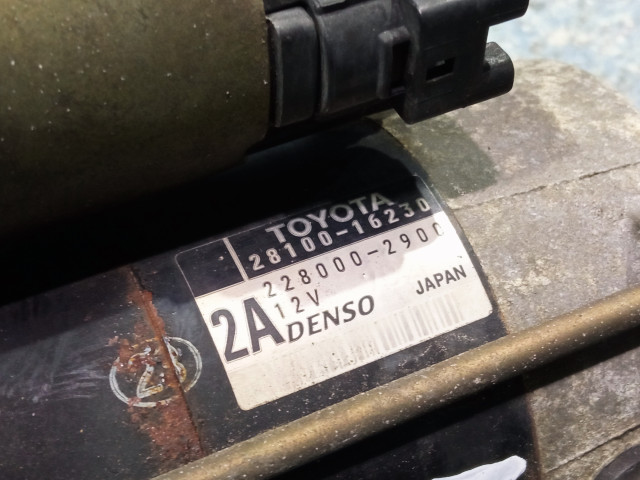 TOYOTA
28100-16230
228000-2900
12V
2A DENSO JAPAN